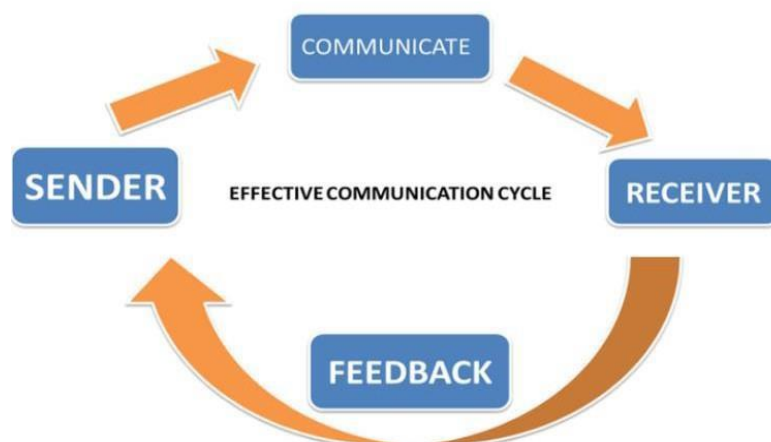 COMMUNICATE
SENDER
EFFECTIVE COMMUNICATION CYCLE
RECEIVER
FEEDBACK